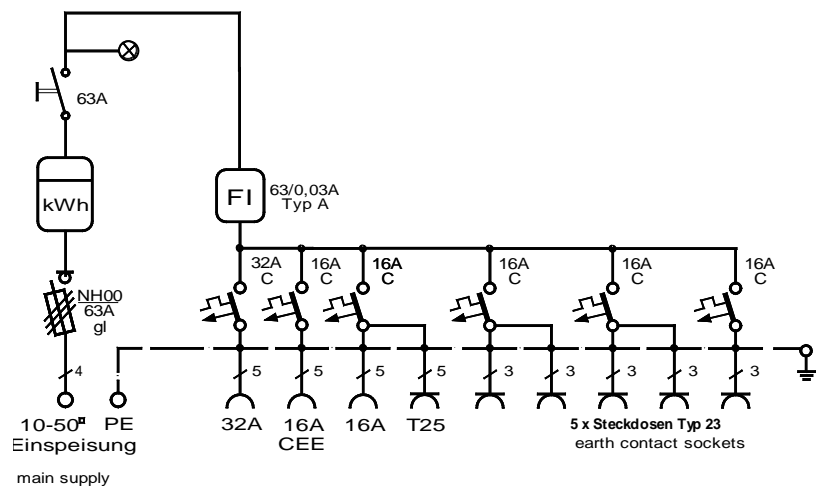 63A
kWh
FI
63/0,03A
Typ A
32A
C
16A
C
16A
C
16A
C
16A
C
16A
C
NH00
63A
gl
4
5
5
5
5
3
3
3
3
3
10-50¤
PE
32A
16A
16A
T25
5 x Steckdosen Typ 23
Einspeisung
CEE
earth contact sockets
main supply